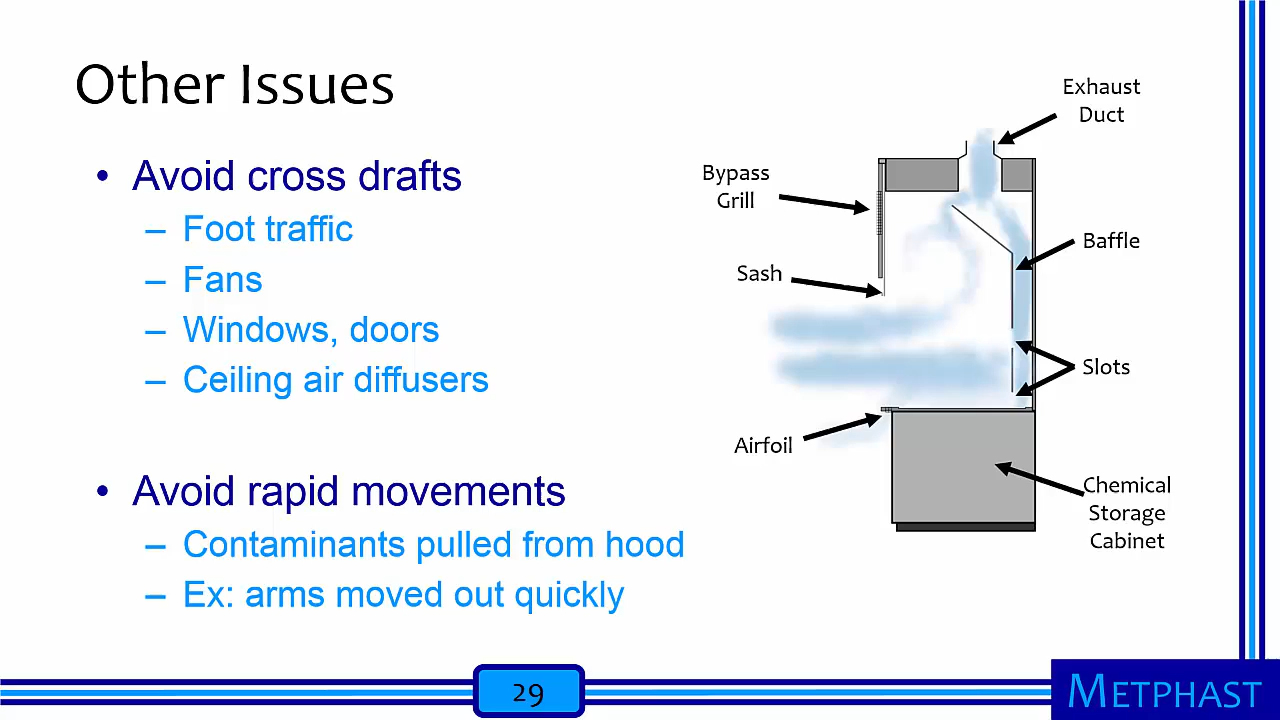 Other Issues
• Avoid cross drafts
– Foot traffic
– Fans
– Windows, doors
– Ceiling air diffusers
• Avoid rapid movements
– Contaminants pulled from hood
– Ex: arms moved out quickly
Exhaust
Duct
Bypass
Grill
Baffle
Sash
Slots
Airfoil
Chemical
Storage
Cabinet
29
METPHAST